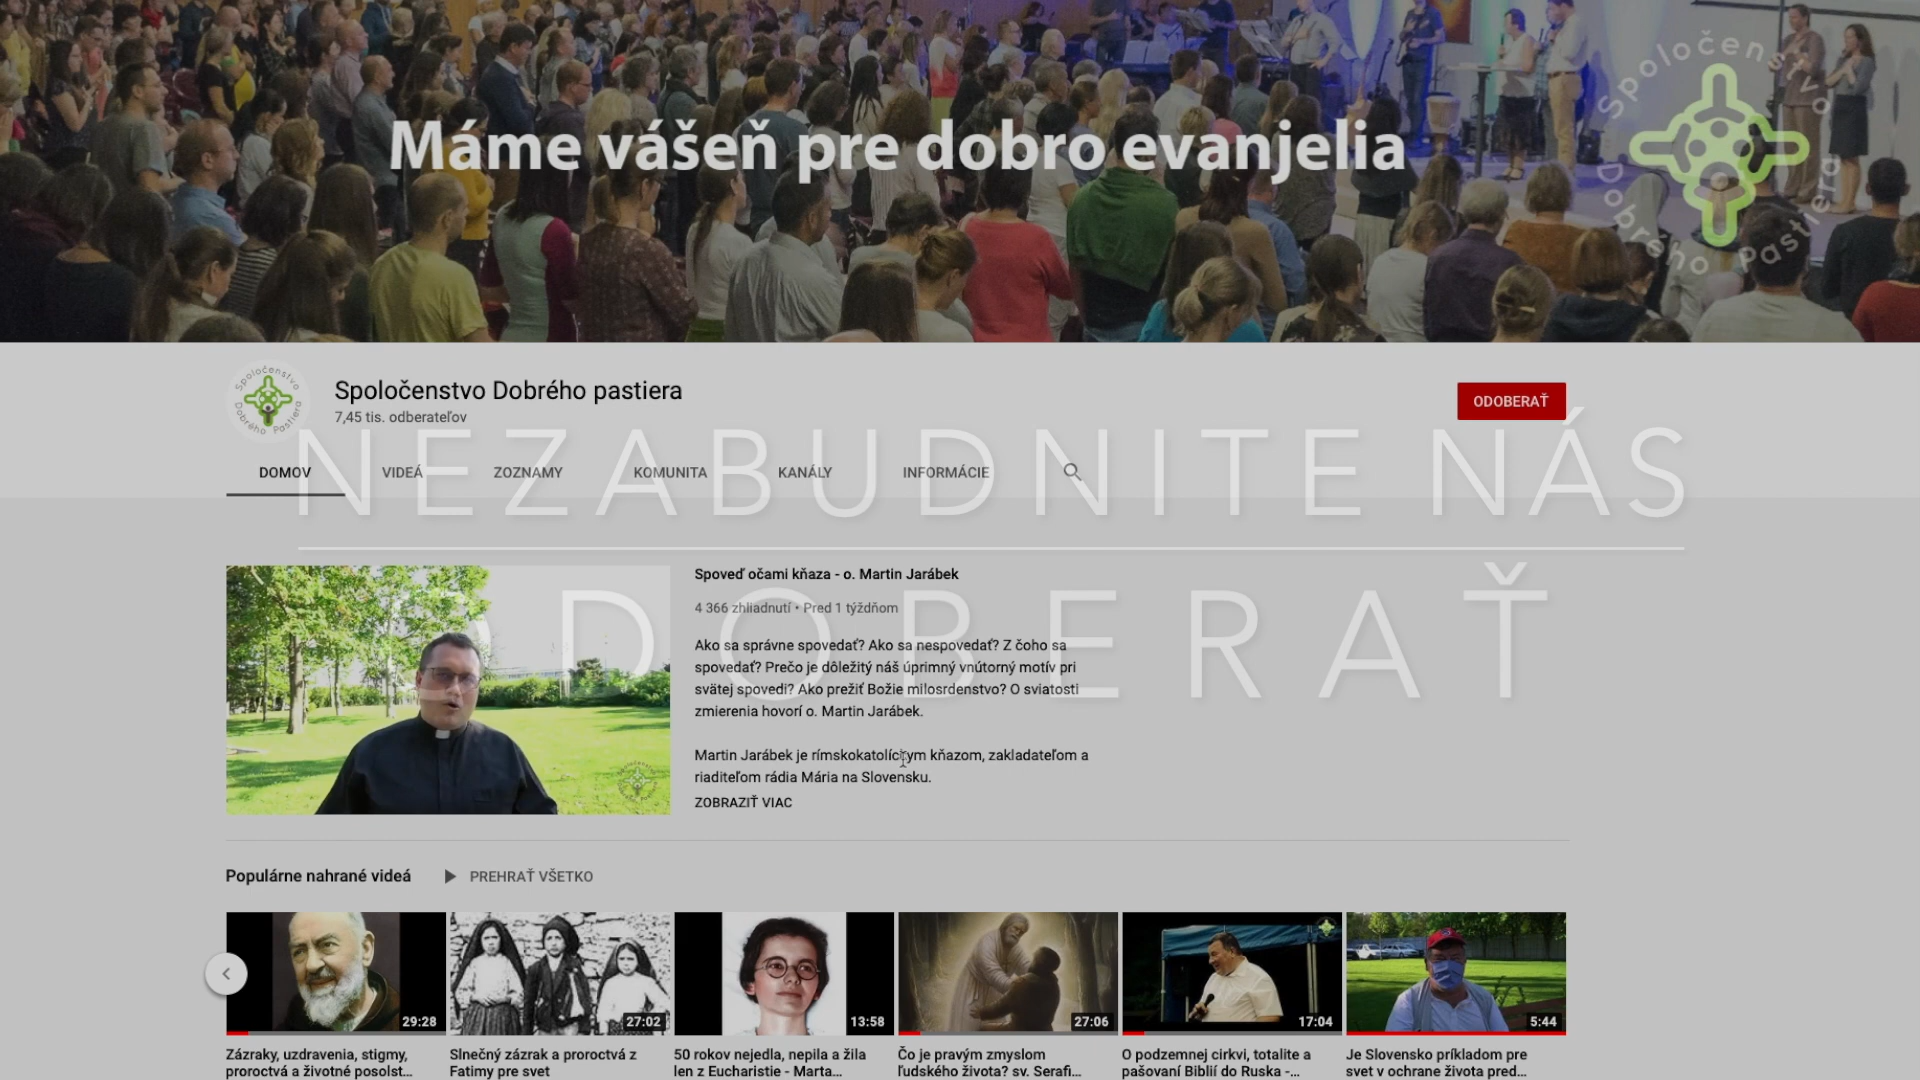 Máme vášeň pre dobro evanjelia
Spoločenstvo
Dobrého Pastiera
Spoločenstvo
Dobrého Pastiera
Spoločenstvo Dobrého pastiera
7,45 tis. odberateľov
ODOBERAŤ
DOMOV VIDEÁ ZOZNAMY KOMUNITA KANÁLY INFORMÁCIE
NEZABUDNITE NÁS
ODOBERAŤ
Spoveď očami kňaza - o. Martin Jarábek
4 366 zhliadnutí • Pred 1 týždňom
Ako sa správne spovedať? Ako sa nespovedať? Z čoho sa
spovedať? Prečo je dôležitý náš úprimný vnútorný motív pri
svätej spovedi? Ako prežiť Božie milosrdenstvo? O sviatosti
zmierenia hovorí o. Martin Jarábek.
Martin Jarábek je rímskokatolíckym kňazom, zakladateľom a
riaditeľom rádia Mária na Slovensku.
ZOBRAZIŤ VIAC
Populárne nahrané videá PREHRAŤ VŠETKO
29:28 27:02 13:58 27:06 17:04 5:44
Zázraky, uzdravenia, stigmy,
proroctvá a životné posolst...
Slnečný zázrak a proroctvá z
Fatimy pre svet
50 rokov nejedla, nepila a žila
len z Eucharistie - Marta...
Čo je pravým zmyslom
ľudského života? sv. Serafi...
O podzemnej cirkvi, totalite a
pašovaní Biblií do Ruska -...
Je Slovensko príkladom pre
svet v ochrane života pred...